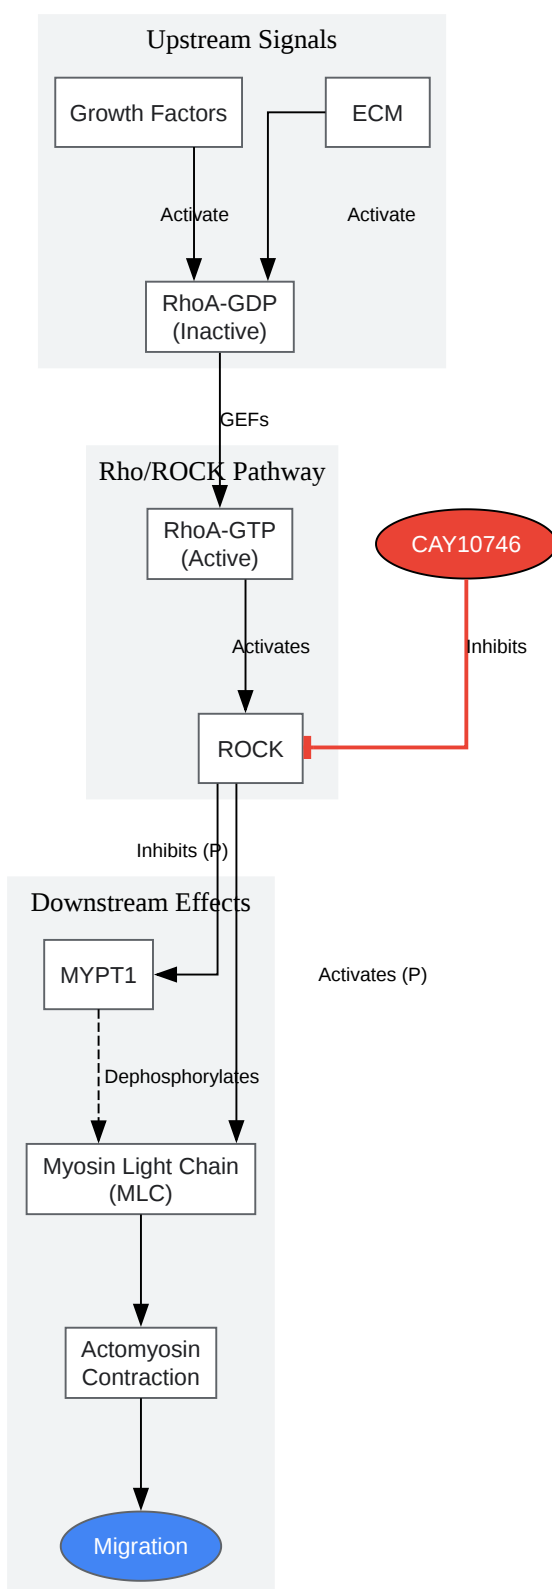 Upstream Signals
Growth Factors
ECM
Activate
Activate
RhoA-GDP
(Inactive)
GEFs
Rho/ROCK Pathway
RhoA-GTP
(Active)
CAY10746
Activates
Inhibits
ROCK
Inhibits (P)
Downstream Effects
MYPT1
Activates (P)
Dephosphorylates
Myosin Light Chain
(MLC)
Actomyosin
Contraction
Migration